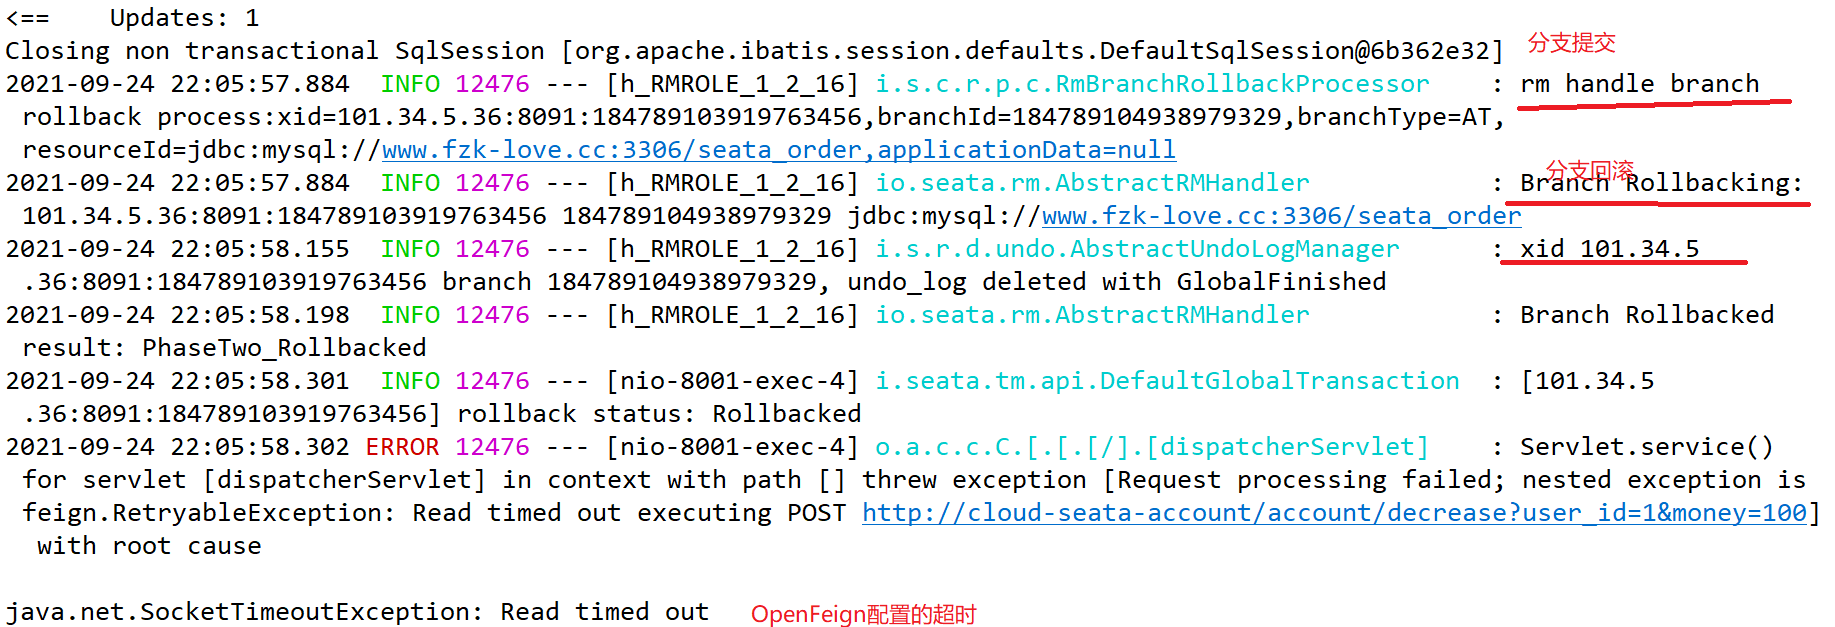 <==    Updates: 1
Closing non transactional SqlSession [org.apache.ibatis.session.defaults.DefaultSqlSession@6b362e32]
分支提交
2021-09-24 22:05:57.884  INFO 12476 --- [h_RMROLE_1_2_16] i.s.c.r.p.c.RmBranchRollbackProcessor    : rm handle branch
rollback process:xid=101.34.5.36:8091:184789103919763456,branchId=184789104938979329,branchType=AT,
resourceId=jdbc:mysql://www.fzk-love.cc:3306/seata_order,applicationData=null
分支回滚
2021-09-24 22:05:57.884  INFO 12476 --- [h_RMROLE_1_2_16] io.seata.rm.AbstractRMHandler            : Branch Rollbacking:
101.34.5.36:8091:184789103919763456 184789104938979329 jdbc:mysql://www.fzk-love.cc:3306/seata_order
2021-09-24 22:05:58.155  INFO 12476 --- [h_RMROLE_1_2_16] i.s.r.d.undo.AbstractUndoLogManager      : xid 101.34.5
.36:8091:184789103919763456 branch 184789104938979329, undo_log deleted with GlobalFinished
2021-09-24 22:05:58.198  INFO 12476 --- [h_RMROLE_1_2_16] io.seata.rm.AbstractRMHandler            : Branch Rollbacked
result: PhaseTwo_Rollbacked
2021-09-24 22:05:58.301  INFO 12476 --- [nio-8001-exec-4] i.seata.tm.api.DefaultGlobalTransaction  : [101.34.5
.36:8091:184789103919763456] rollback status: Rollbacked
2021-09-24 22:05:58.302 ERROR 12476 --- [nio-8001-exec-4] o.a.c.c.C.[.[.[/].[dispatcherServlet]    : Servlet.service()
for servlet [dispatcherServlet] in context with path [] threw exception [Request processing failed; nested exception is
feign.RetryableException: Read timed out executing POST http://cloud-seata-account/account/decrease?user_id=1&money=100]
with root cause
java.net.SocketTimeoutException: Read timed out
OpenFeign配置的超时